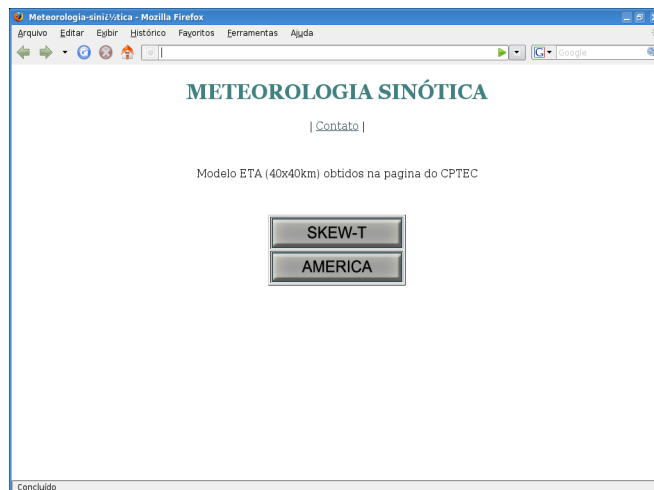 Meteorologia-sinï¿½tica - Mozilla Firefox
Arquivo Editar Exibir Histórico Favoritos Ferramentas Ajuda
G Google
METEOROLOGIA SINÓTICA
| Contato |
Modelo ETA (40x40km) obtidos na pagina do CPTEC
SKEW-T
AMERICA
Concluído